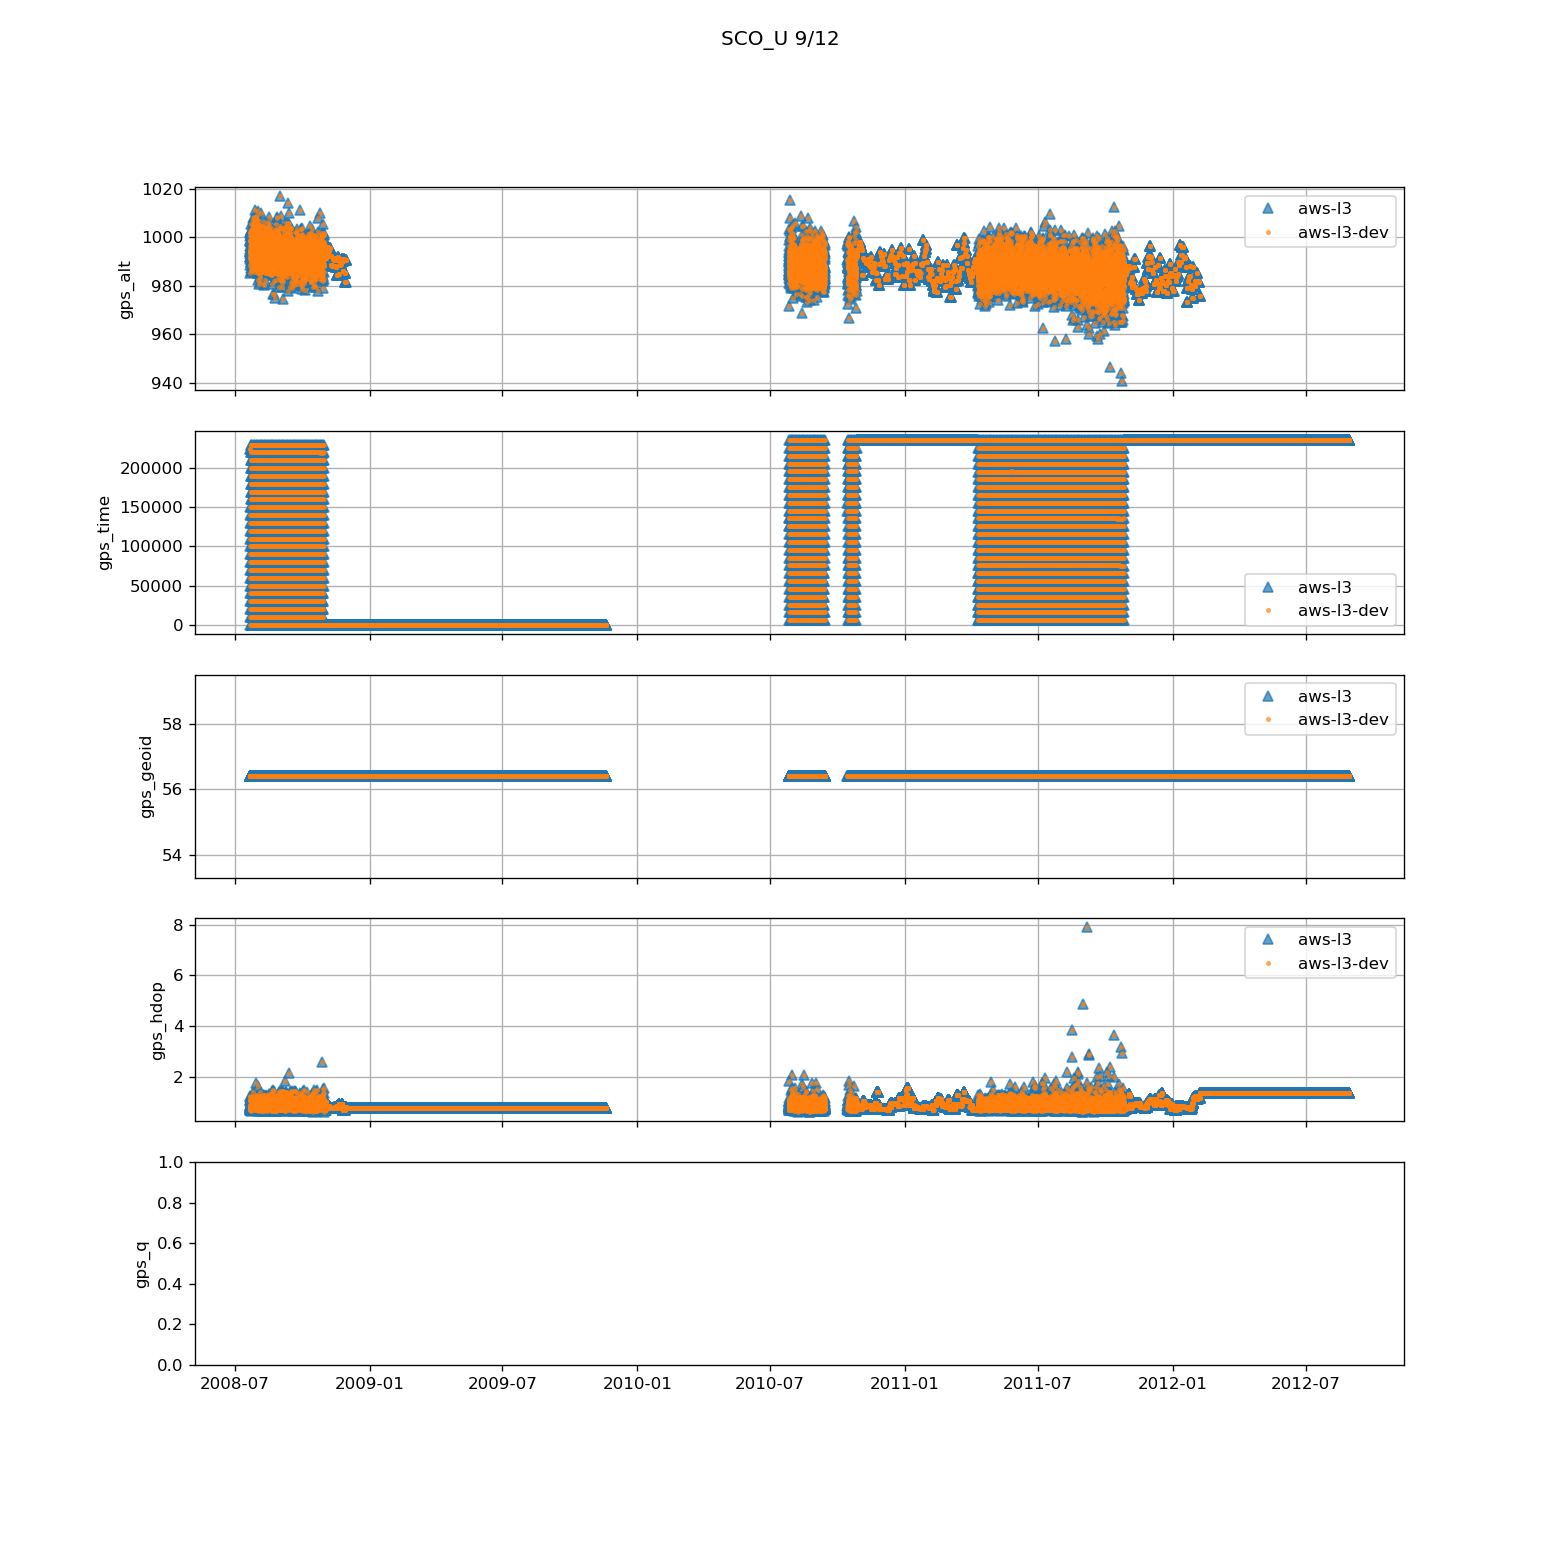 SCO_U 9/12
1020
1000
980
960
940
gps_alt
aws-l3
aws-l3-dev
200000
150000
100000
50000
0
gps_time
aws-l3
aws-l3-dev
58
56
54
gps_geoid
aws-l3
aws-l3-dev
8
6
4
2
gps_hdop
aws-l3
aws-l3-dev
1.0
0.8
0.6
0.4
0.2
0.0
gps_q
2008-07 2009-01 2009-07 2010-01 2010-07 2011-01 2011-07 2012-01 2012-07